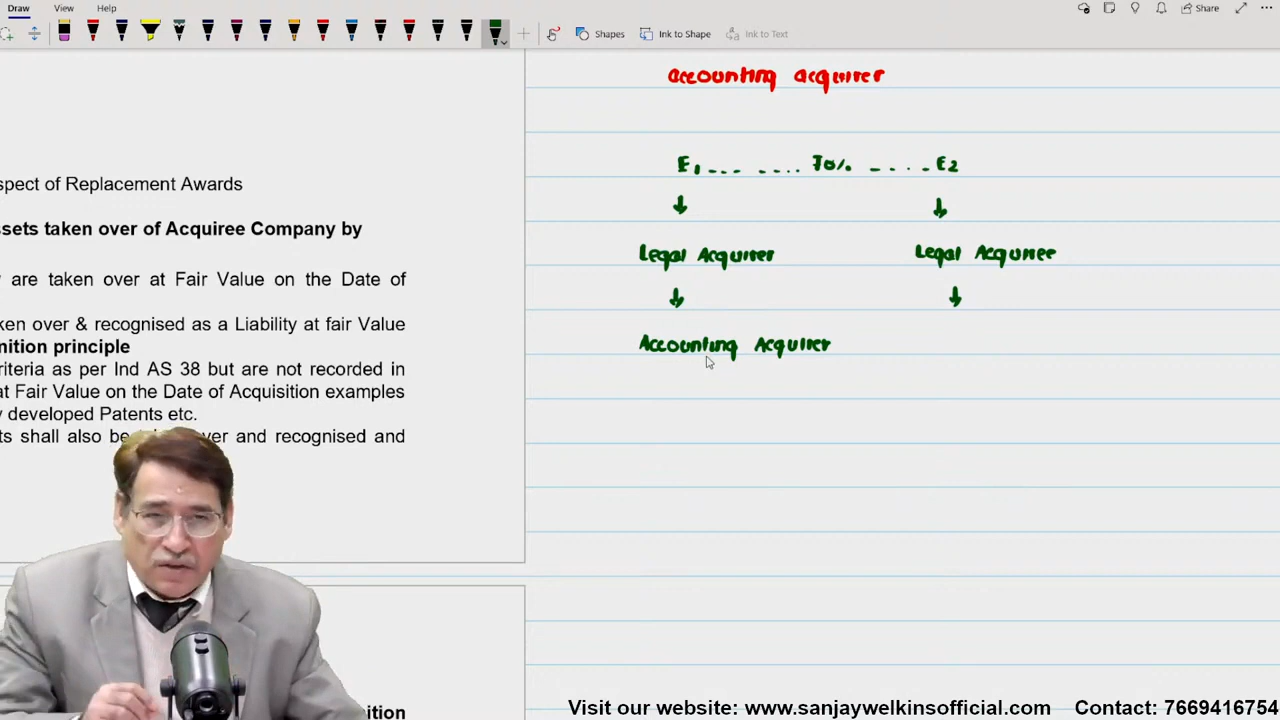 Draw View Help
Share
Shapes Ink to Shape Ink to Text
accounting acquirer
E1 ... .... 70% ..... E2
Legal Acquirer Legal Acquiree
Accounting Acquirer
spect of Replacement Awards
ssets taken over of Acquiree Company by
y are taken over at Fair Value on the Date of
ken over & recognised as a Liability at fair Value
nition principle
riteria as per Ind AS 38 but are not recorded in
at Fair Value on the Date of Acquisition examples
y developed Patents etc.
ts shall also be over and recognised and
ition
Visit our website: www.sanjaywelkinsofficial.com Contact: 7669416754